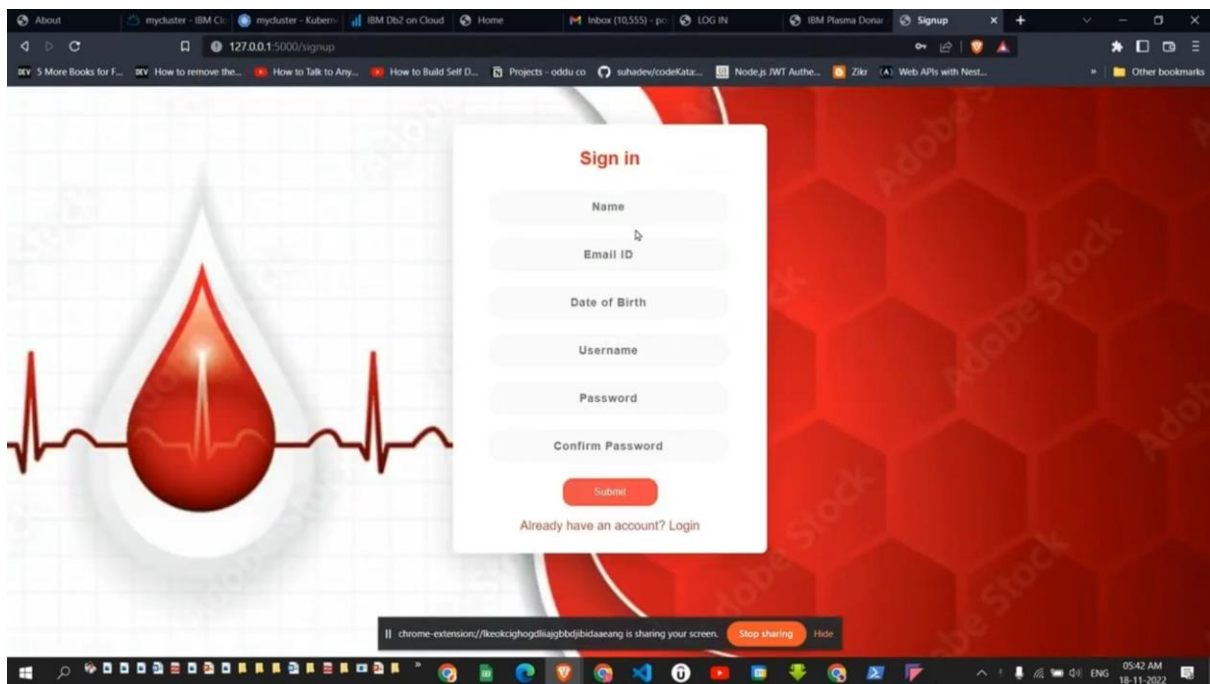 About
mycluster - IBM Clo
mycluster - Kuberne
IBM Db2 on Cloud
Home
Inbox (10,555) - po
LOG IN
IBM Plasma Donar
Signup
127.0.0.1:5000/signup
5 More Books for F...
How to remove the...
How to Talk to Any...
How to Build Self D...
Projects - oddu co
suhadev/codeKata:...
Node.js JWT Authe...
Zikr
Web APIs with Nest...
Other bookmarks
Sign in
Name
Email ID
Date of Birth
Username
Password
Confirm Password
Submit
Already have an account? Login
Adobe Stock
is sharing your screen.
Stop sharing
Hide
ENG
05:42 AM
18-11-2022